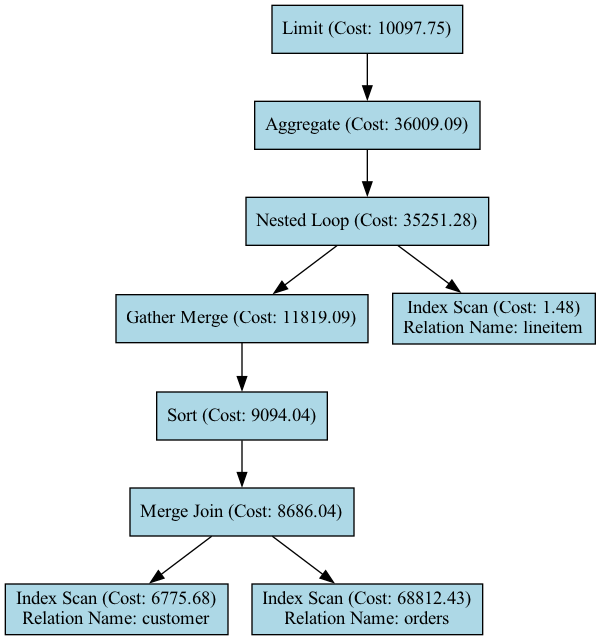 Limit (Cost: 10097.75)
Aggregate (Cost: 36009.09)
Nested Loop (Cost: 35251.28)
Gather Merge (Cost: 11819.09)
Index Scan (Cost: 1.48)
Relation Name: lineitem
Sort (Cost: 9094.04)
Merge Join (Cost: 8686.04)
Index Scan (Cost: 6775.68)
Relation Name: customer
Index Scan (Cost: 68812.43)
Relation Name: orders